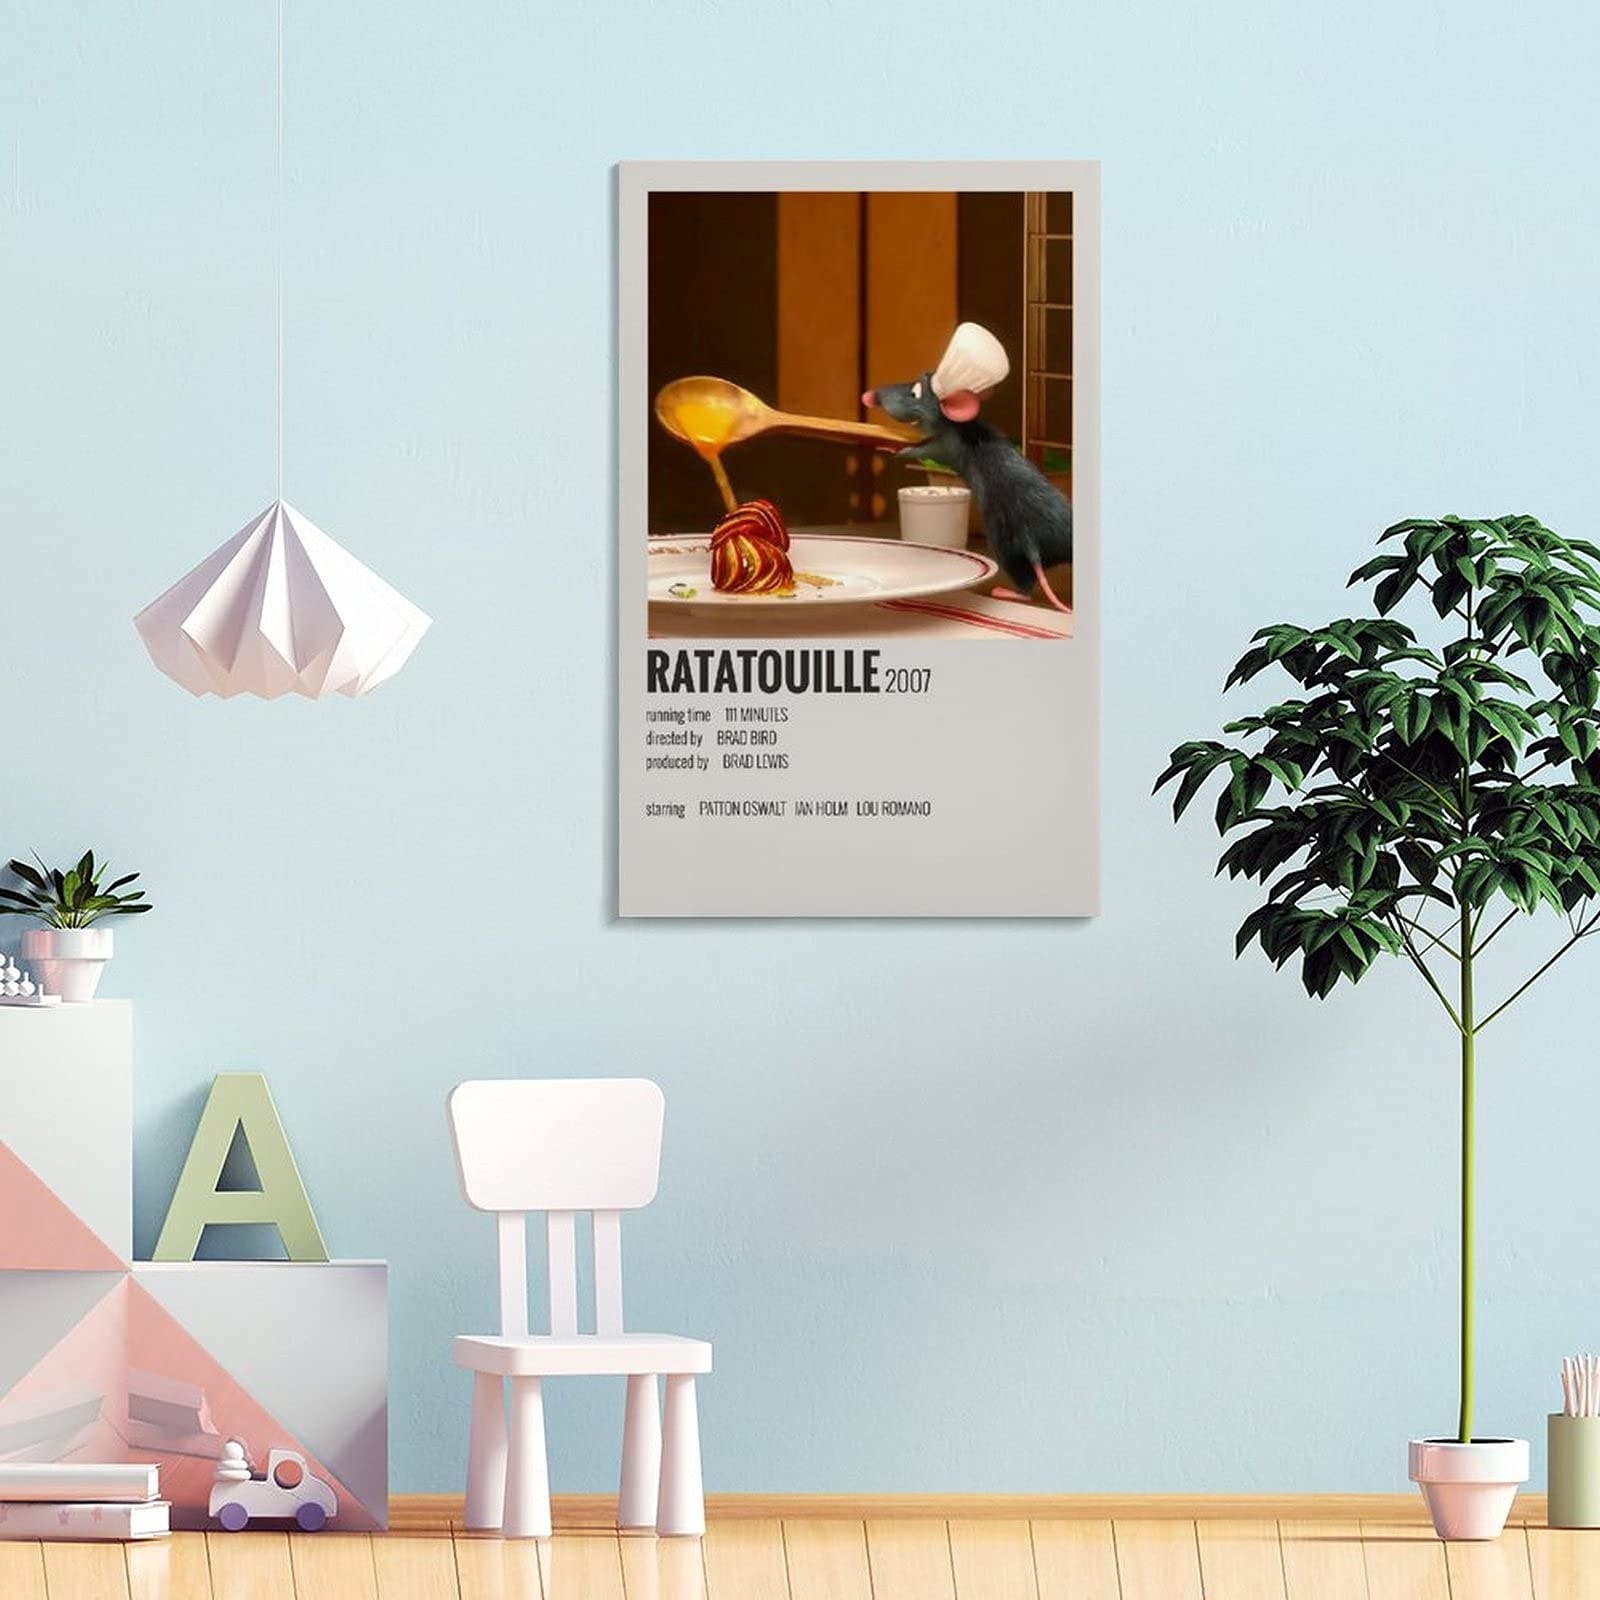 A
RATATOUILLE 2007
running time 111 MINUTES
directed by BRAD BIRD
produced by BRAD LEWIS
starring PATTON OSWALT IAN HOLM LOU ROMANO